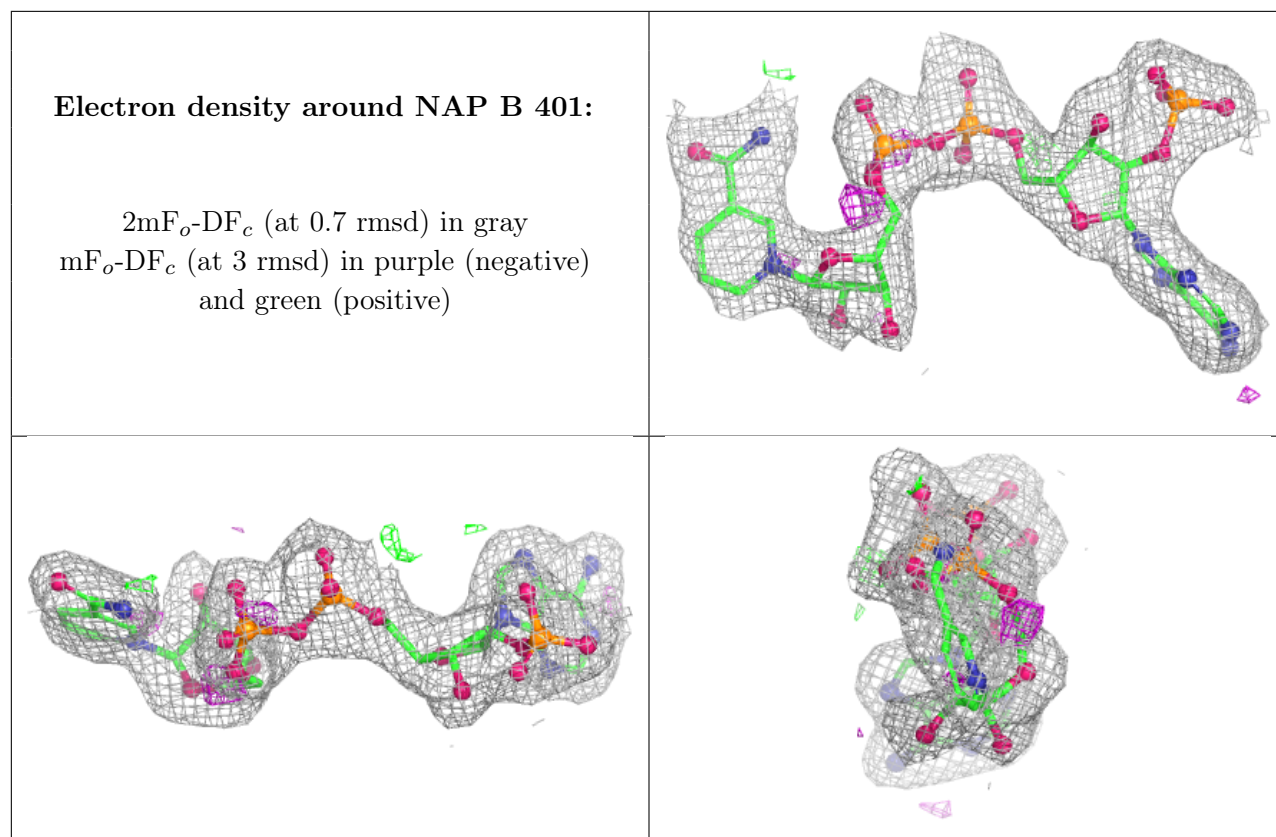 Electron density around NAP B 401:
2mFo-DFc (at 0.7 rmsd) in gray
mFo-DFc (at 3 rmsd) in purple (negative)
and green (positive)